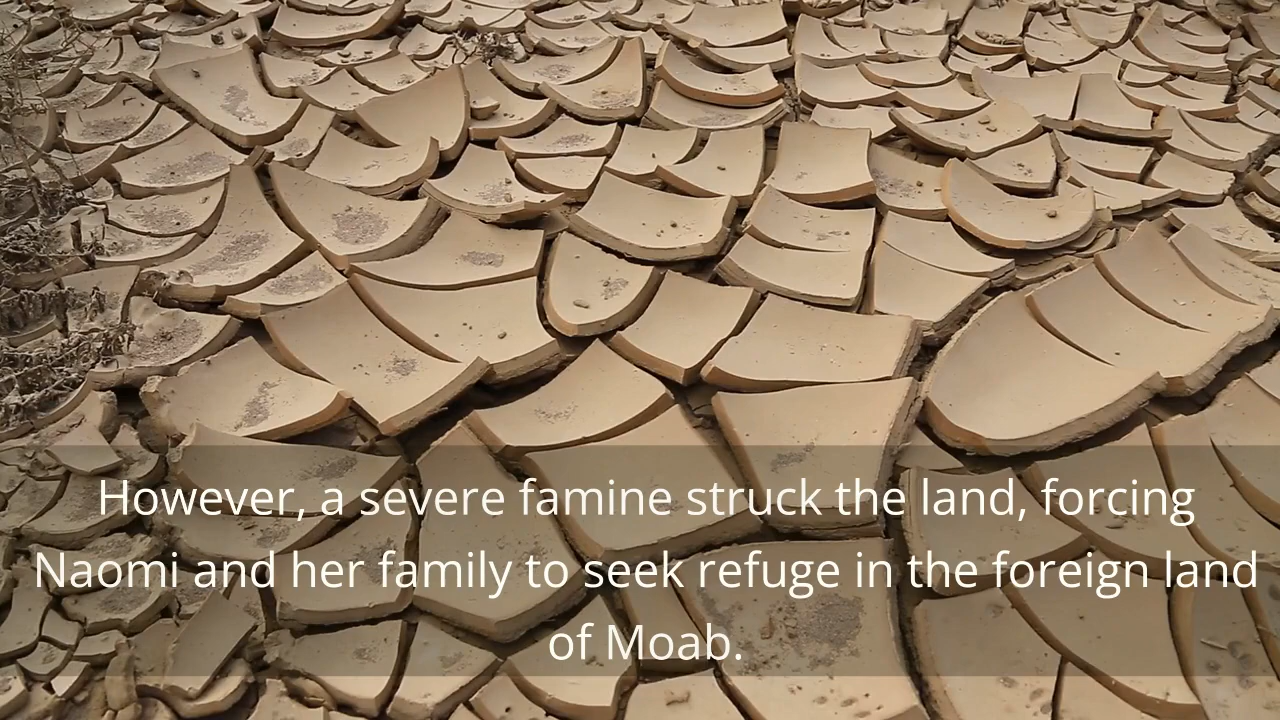 However, a severe famine struck the land, forcing
Naomi and her family to seek refuge in the foreign land
of Moab.